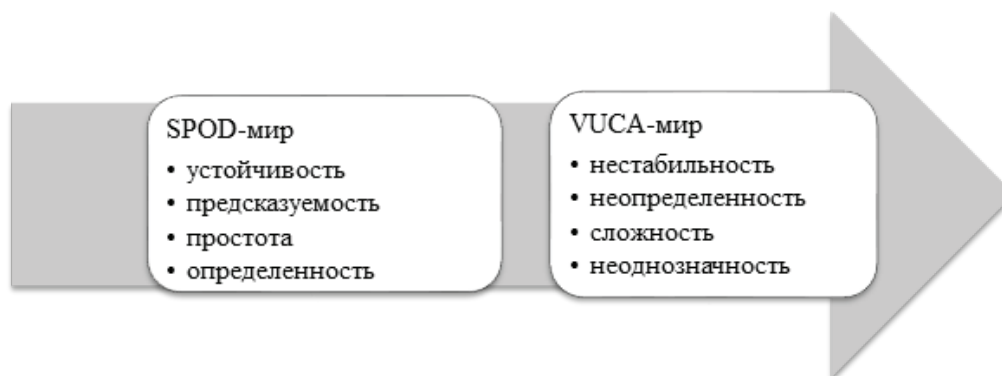 SPOD-мир
• устойчивость
• предсказуемость
• простота
• определенность
VUCA-мир
• нестабильность
• неопределенность
• сложность
• неоднозначность